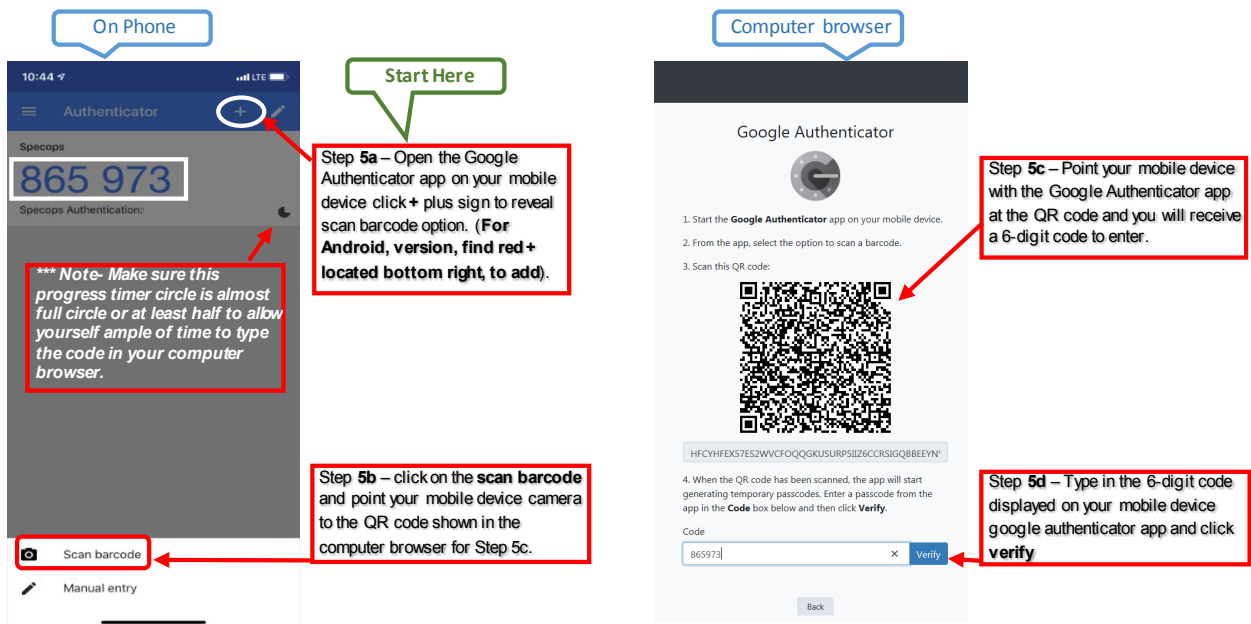 On Phone
10:44
LTE
Authenticator
Specops
865 973
Specops Authentication:
*** Note- Make sure this
progress timer circle is almost
full circle or at least half to allow
yourself ample of time to type
the code in your computer
browser.
Scan barcode
Manual entry
Start Here
Step 5a – Open the Google
Authenticator app on your mobile
device click + plus sign to reveal
scan barcode option. (For
Android, version, find red +
located bottom right, to add).
Step 5b – click on the scan barcode
and point your mobile device camera
to the QR code shown in the
computer browser for Step 5c.
Computer browser
Google Authenticator
1. Start the Google Authenticator app on your mobile device.
2. From the app, select the option to scan a barcode.
3. Scan this QR code:
HFCYHFEX57ES2WVCFOQQGKUSURP5IIZ6CCRSIGQBBEEYN
4. When the QR code has been scanned, the app will start
generating temporary passcodes. Enter a passcode from the
app in the Code box below and then click Verify.
Code
865973
Verify
Back
Step 5c – Point your mobile device
with the Google Authenticator app
at the QR code and you will receive
a 6-digit code to enter.
Step 5d – Type in the 6-digit code
displayed on your mobile device
google authenticator app and click
verify